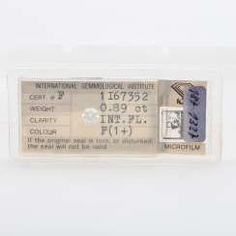 INTERNATIONAL GEMMOLOGICAL INSTITUTE
CERT. # F 1167352
WEIGHT 0.89 ct
CLARITY INT.FL.
COLOUR F(1+)
If the original seal is torn, or disturbed, the seal will not be valid.
MICROFILM